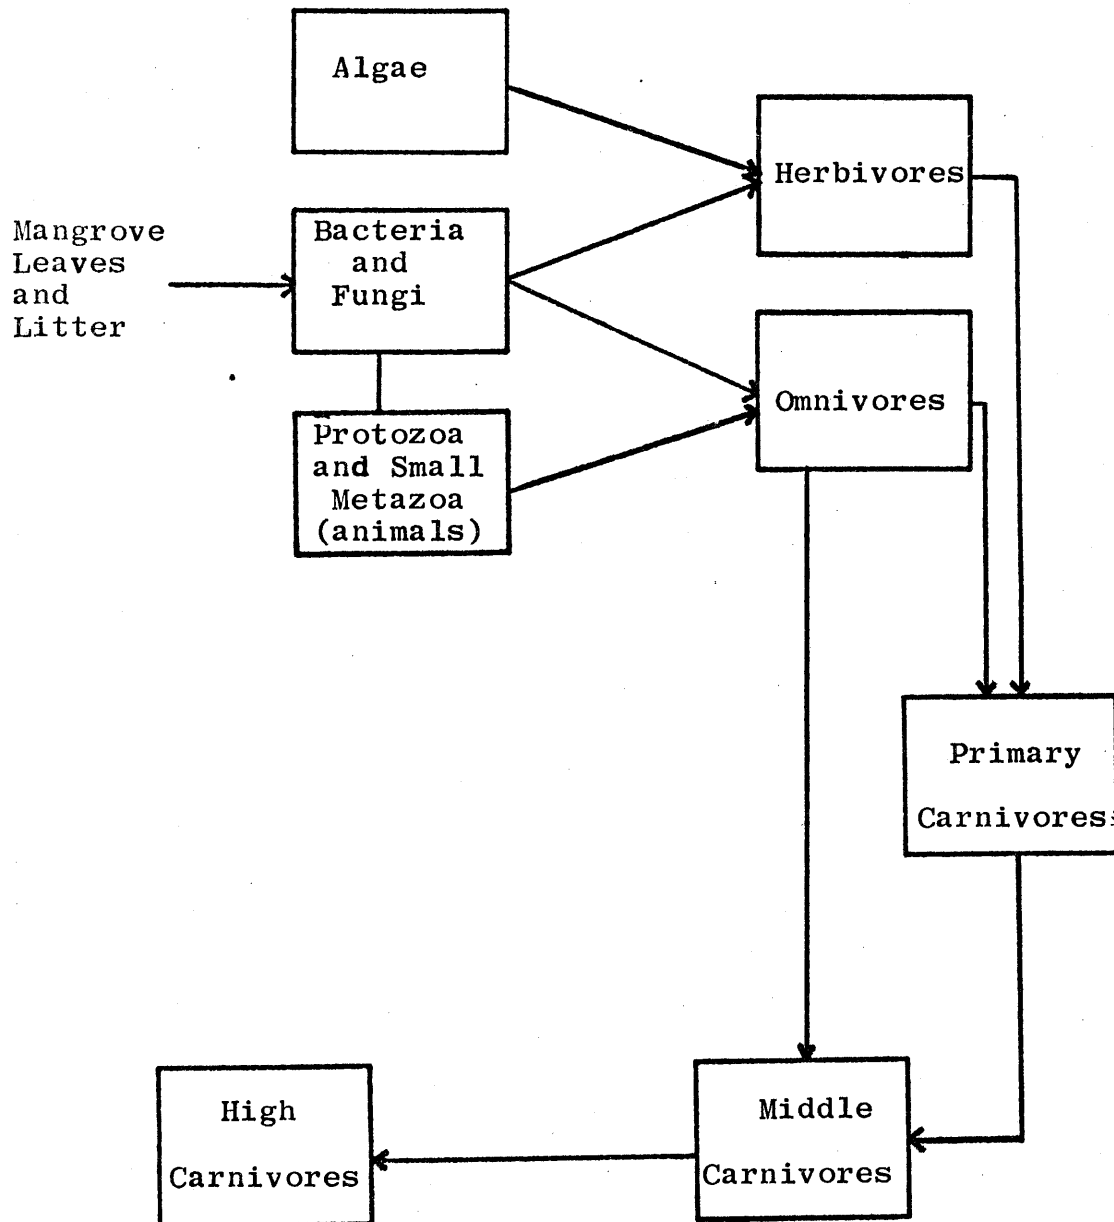 Algae
Herbivores
Mangrove
Leaves
and
Litter
Bacteria
and
Fungi
Omnivores
Protozoa
and Small
Metazoa
(animals)
Primary
Carnivores
High
Carnivores
Middle
Carnivores